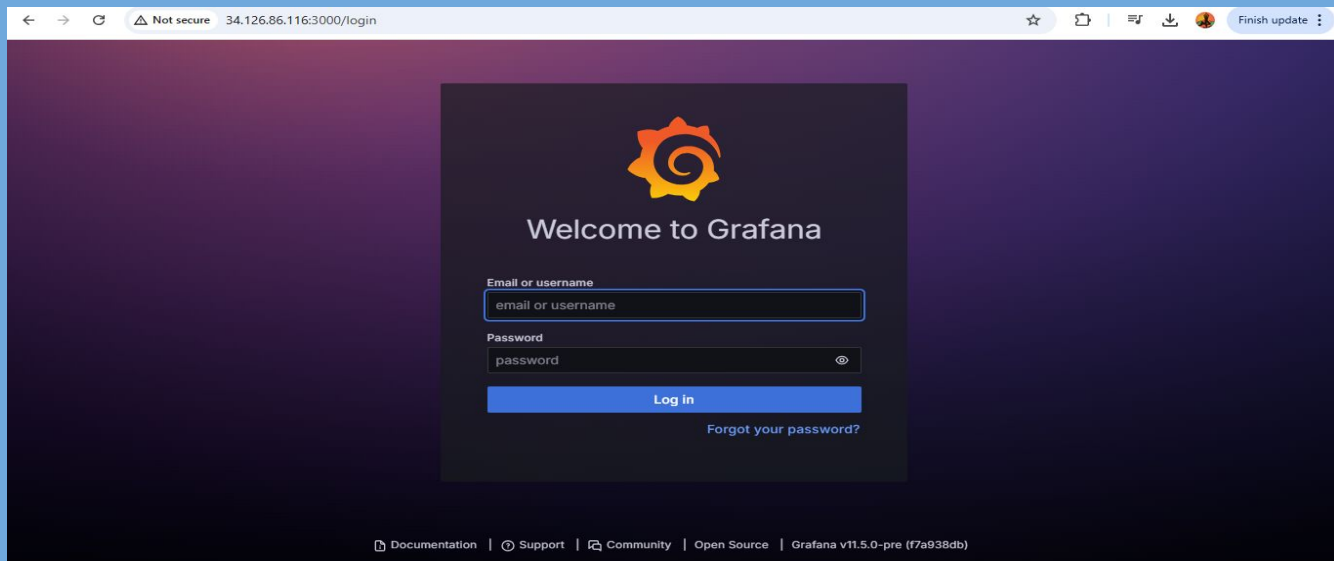 Not secure 34.126.86.116:3000/login Finish update
Welcome to Grafana
Email or username
email or username
Password
password
Log in
Forgot your password?
Documentation | Support | Community | Open Source | Grafana v11.5.0-pre (f7a938db)